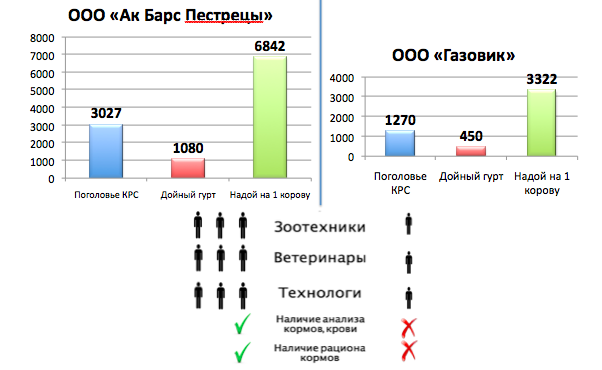 ООО «Ак Барс Пестрецы»
8000
7000
6000
5000
4000
3000
2000
1000
0
3027
1080
6842
Поголовье КРС
Дойный гурт
Надой на 1 корову
ООО «Газовик»
4000
3000
2000
1000
0
1270
450
3322
Поголовье
КРС
Дойный гурт
Надой на 1
корову
Зоотехники
Ветеринары
Технологи
Наличие анализа
кормов, крови
Наличие рациона
кормов